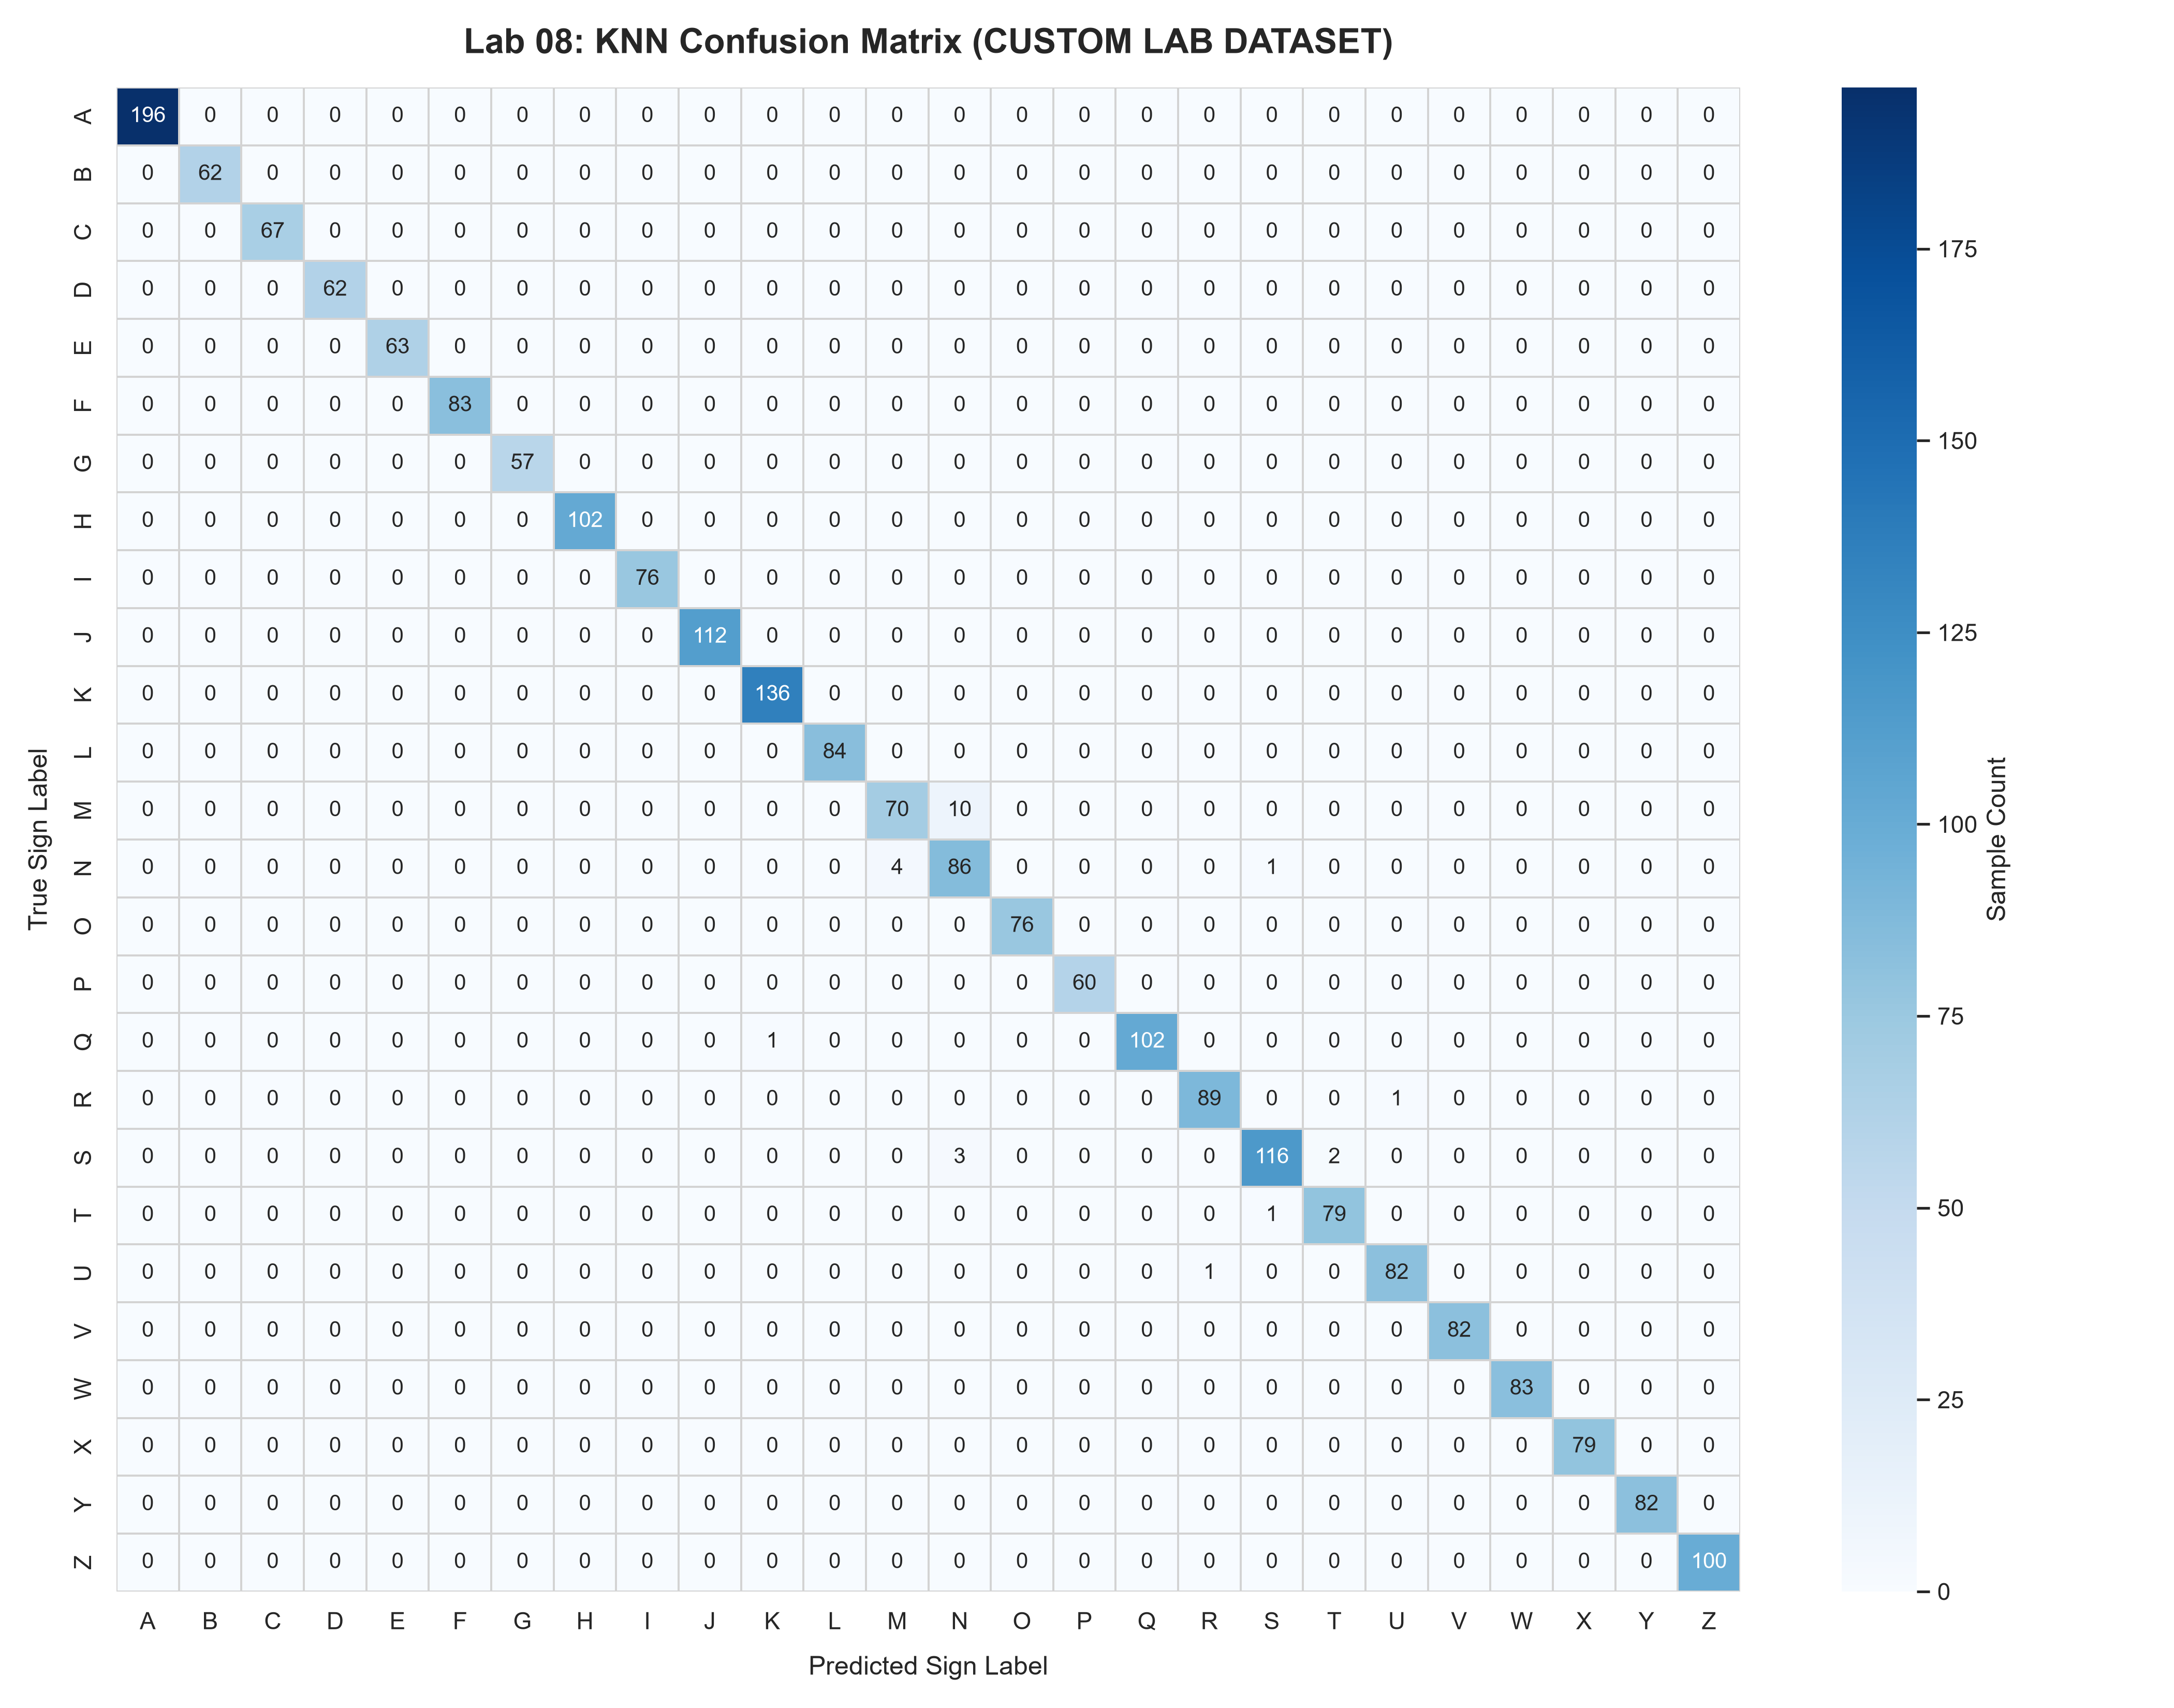 Lab 08: KNN Confusion Matrix (CUSTOM LAB DATASET)
A 196 0 0 0 0 0 0 0 0 0 0 0 0 0 0 0 0 0 0 0 0 0 0 0 0 0
B 0 62 0 0 0 0 0 0 0 0 0 0 0 0 0 0 0 0 0 0 0 0 0 0 0 0
C 0 0 67 0 0 0 0 0 0 0 0 0 0 0 0 0 0 0 0 0 0 0 0 0 0 0
D 0 0 0 62 0 0 0 0 0 0 0 0 0 0 0 0 0 0 0 0 0 0 0 0 0 0
E 0 0 0 0 63 0 0 0 0 0 0 0 0 0 0 0 0 0 0 0 0 0 0 0 0 0
F 0 0 0 0 0 83 0 0 0 0 0 0 0 0 0 0 0 0 0 0 0 0 0 0 0 0
G 0 0 0 0 0 0 57 0 0 0 0 0 0 0 0 0 0 0 0 0 0 0 0 0 0 0
H 0 0 0 0 0 0 0 102 0 0 0 0 0 0 0 0 0 0 0 0 0 0 0 0 0 0
I 0 0 0 0 0 0 0 0 76 0 0 0 0 0 0 0 0 0 0 0 0 0 0 0 0 0
J 0 0 0 0 0 0 0 0 0 112 0 0 0 0 0 0 0 0 0 0 0 0 0 0 0 0
K 0 0 0 0 0 0 0 0 0 0 136 0 0 0 0 0 0 0 0 0 0 0 0 0 0 0
L 0 0 0 0 0 0 0 0 0 0 0 84 0 0 0 0 0 0 0 0 0 0 0 0 0 0
M 0 0 0 0 0 0 0 0 0 0 0 0 70 10 0 0 0 0 0 0 0 0 0 0 0 0
N 0 0 0 0 0 0 0 0 0 0 0 0 4 86 0 0 0 0 1 0 0 0 0 0 0 0
O 0 0 0 0 0 0 0 0 0 0 0 0 0 0 76 0 0 0 0 0 0 0 0 0 0 0
P 0 0 0 0 0 0 0 0 0 0 0 0 0 0 0 60 0 0 0 0 0 0 0 0 0 0
Q 0 0 0 0 0 0 0 0 0 0 1 0 0 0 0 0 102 0 0 0 0 0 0 0 0 0
R 0 0 0 0 0 0 0 0 0 0 0 0 0 0 0 0 0 89 0 0 1 0 0 0 0 0
S 0 0 0 0 0 0 0 0 0 0 0 0 0 3 0 0 0 0 116 2 0 0 0 0 0 0
T 0 0 0 0 0 0 0 0 0 0 0 0 0 0 0 0 0 0 1 79 0 0 0 0 0 0
U 0 0 0 0 0 0 0 0 0 0 0 0 0 0 0 0 0 1 0 0 82 0 0 0 0 0
V 0 0 0 0 0 0 0 0 0 0 0 0 0 0 0 0 0 0 0 0 0 82 0 0 0 0
W 0 0 0 0 0 0 0 0 0 0 0 0 0 0 0 0 0 0 0 0 0 0 83 0 0 0
X 0 0 0 0 0 0 0 0 0 0 0 0 0 0 0 0 0 0 0 0 0 0 0 79 0 0
Y 0 0 0 0 0 0 0 0 0 0 0 0 0 0 0 0 0 0 0 0 0 0 0 0 82 0
Z 0 0 0 0 0 0 0 0 0 0 0 0 0 0 0 0 0 0 0 0 0 0 0 0 0 100
A B C D E F G H I J K L M N O P Q R S T U V W X Y Z
Predicted Sign Label
True Sign Label
175
150
125
100
75
50
25
0
Sample Count